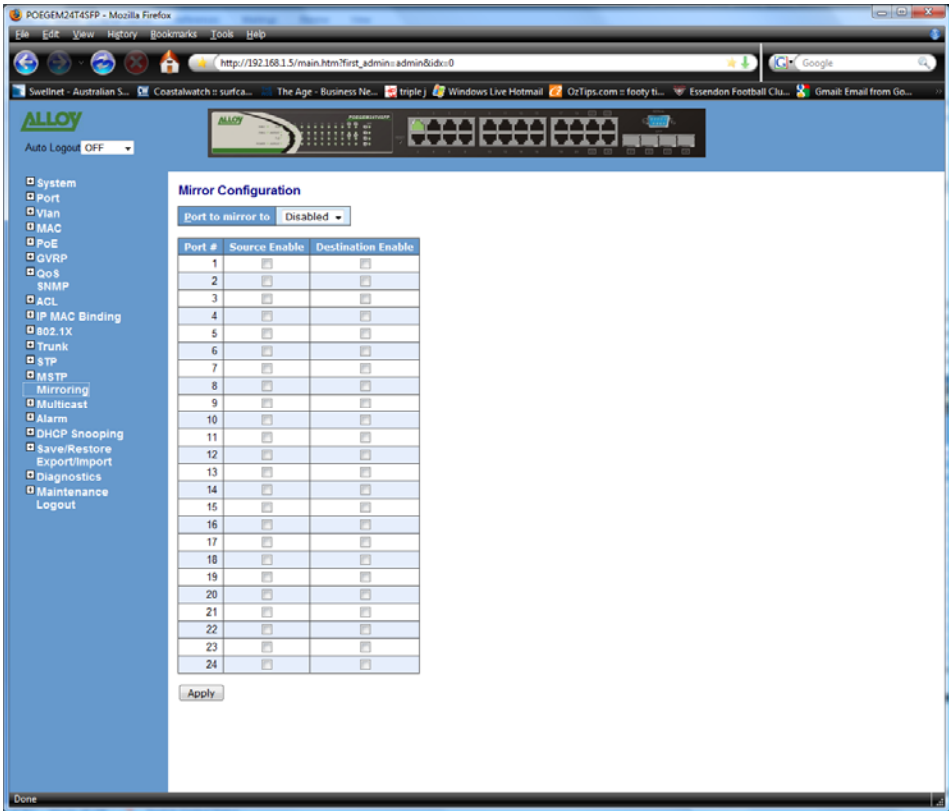 POEGEM24T4SFP - Mozilla Firefox
File Edit View History Bookmarks Tools Help
http://192.168.1.5/main.htm?first_admin=admin&idx=0
Google
Swellnet - Australian S... Coastalwatch :: surfca... The Age - Business Ne... triple j Windows Live Hotmail OzTips.com :: footy ti... Essendon Football Clu... Gmail: Email from Go...
ALLOY
Auto Logout OFF
ALLOY
POEGEM24T4SFP
System
Port
Vlan
MAC
PoE
GVRP
QoS
SNMP
ACL
IP MAC Binding
802.1X
Trunk
STP
MSTP
Mirroring
Multicast
Alarm
DHCP Snooping
Save/Restore
Export/Import
Diagnostics
Maintenance
Logout
Mirror Configuration
Port to mirror to Disabled
Port # Source Enable Destination Enable
1
2
3
4
5
6
7
8
9
10
11
12
13
14
15
16
17
18
19
20
21
22
23
24
Apply
Done